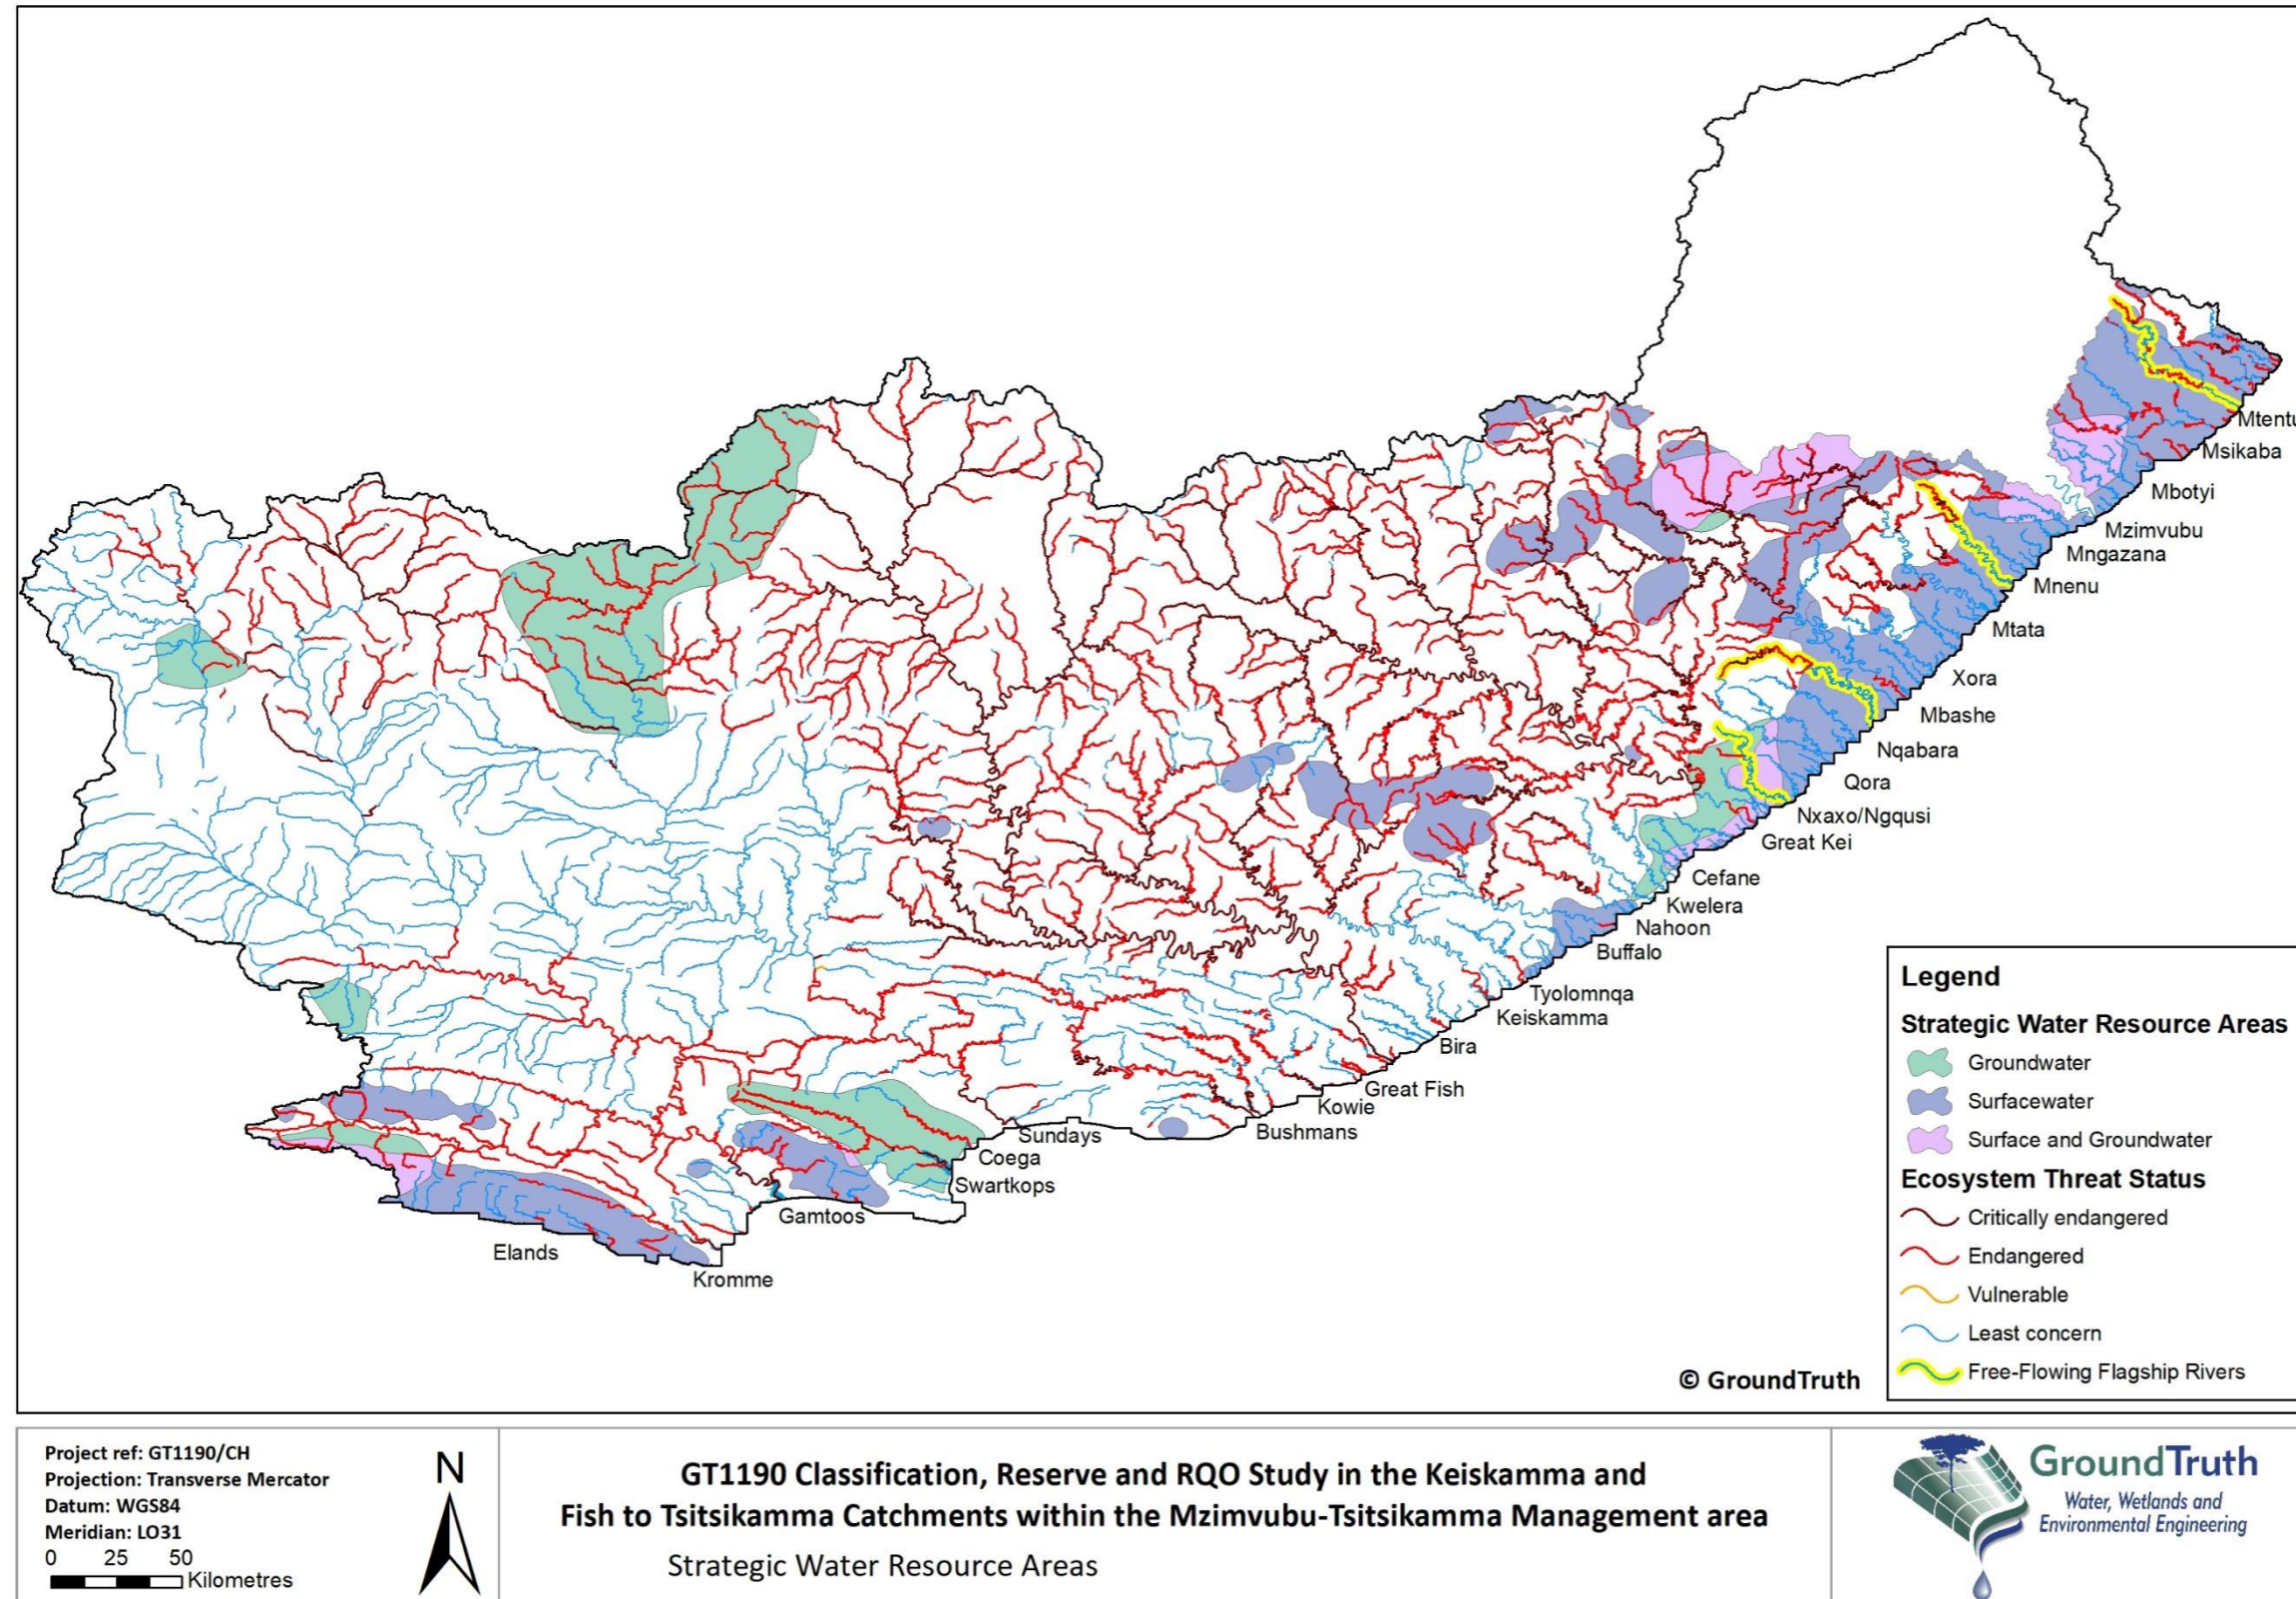 Mtentu
Msikaba
Mbotyi
Mzimvubu
Mngazana
Mnenu
Mtata
Xora
Mbashe
Nqabara
Qora
Nxaxo/Ngqusi
Great Kei
Cefane
Kwelera
Nahoon
Buffalo
Tyolomnqa
Keiskamma
Bira
Great Fish
Kowie
Bushmans
Sundays
Coega
Swartkops
Gamtoos
Elands
Kromme
Legend
Strategic Water Resource Areas
Groundwater
Surfacewater
Surface and Groundwater
Ecosystem Threat Status
Critically endangered
Endangered
Vulnerable
Least concern
Free-Flowing Flagship Rivers
© GroundTruth
Project ref: GT1190/CH
Projection: Transverse Mercator
Datum: WGS84
Meridian: LO31
0 25 50
Kilometres
N
GT1190 Classification, Reserve and RQO Study in the Keiskamma and
Fish to Tsitsikamma Catchments within the Mzimvubu-Tsitsikamma Management area
Strategic Water Resource Areas
GroundTruth
Water, Wetlands and
Environmental Engineering